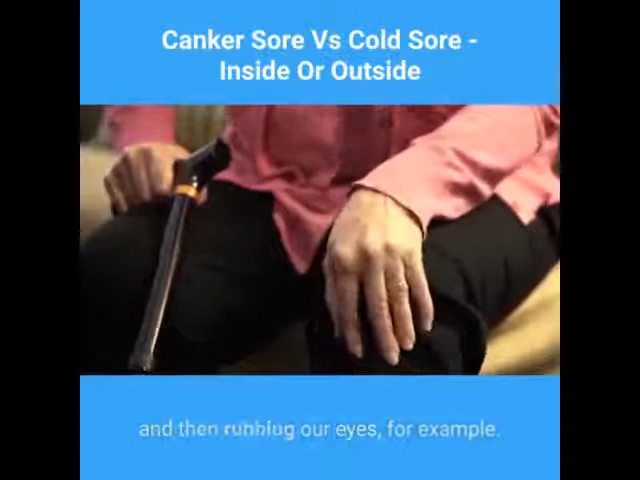 Canker Sore Vs Cold Sore -
Inside Or Outside
and then rubbing our eyes, for example.